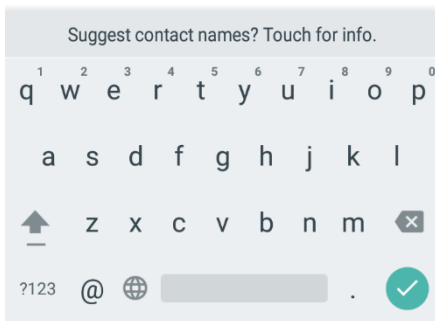 Suggest contact names? Touch for info.
1 2 3 4 5 6 7 8 9 0
q w e r t y u i o p
a s d f g h j k l
z x c v b n m
?123 @ .